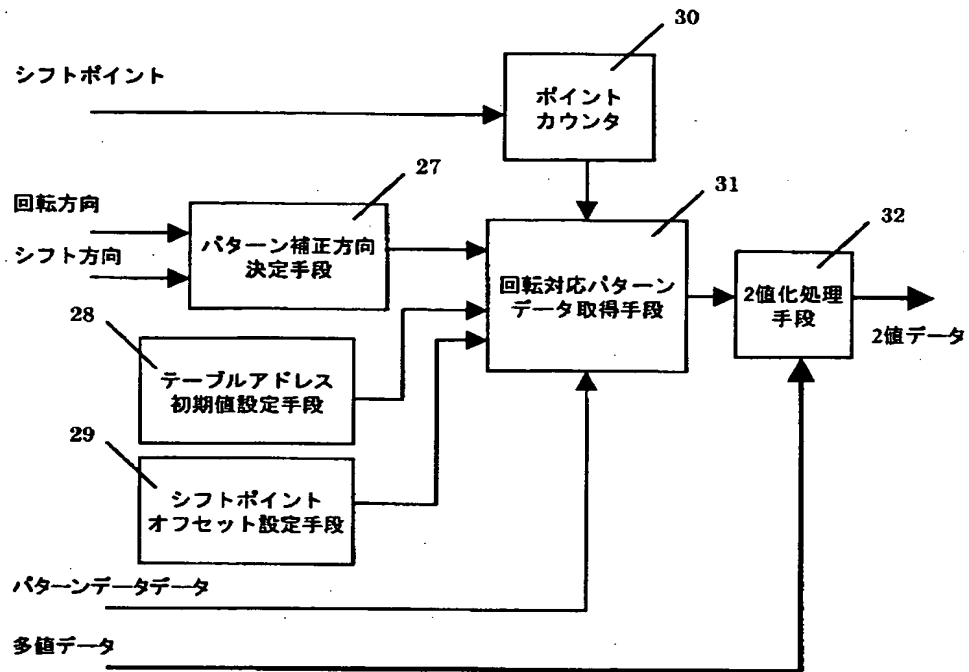 30
シフトポイント
ポイント
カウンタ
27
31
回転方向
シフト方向
パターン補正方向
決定手段
32
回転対応パターン
データ取得手段
2値化処理
手段
2値データ
28
テーブルアドレス
初期値設定手段
29
シフトポイント
オフセット設定手段
パターンデータデータ
多値データ